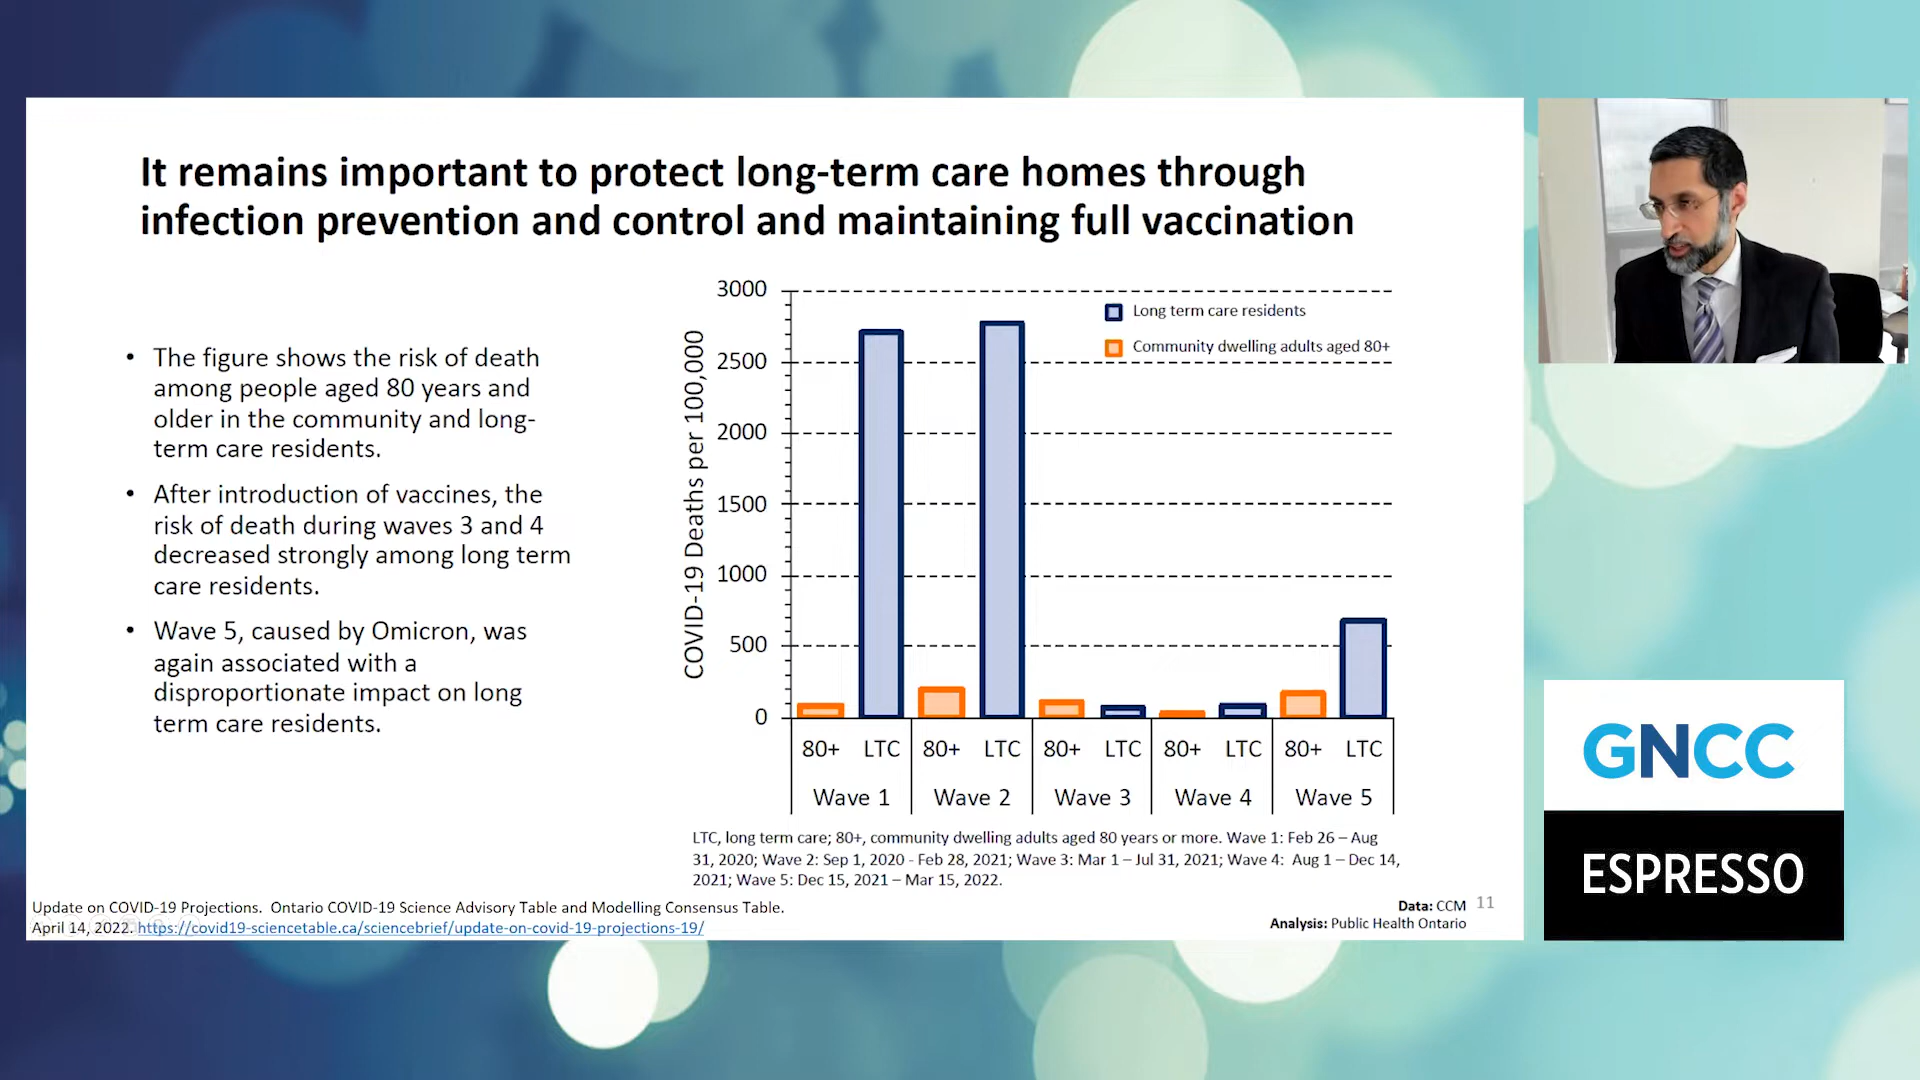 It remains important to protect long-term care homes through
infection prevention and control and maintaining full vaccination
• The figure shows the risk of death
among people aged 80 years and
older in the community and long-
term care residents.
• After introduction of vaccines, the
risk of death during waves 3 and 4
decreased strongly among long term
care residents.
• Wave 5, caused by Omicron, was
again associated with a
disproportionate impact on long
term care residents.
COVID-19 Deaths per 100,000
3000
2500
2000
1500
1000
500
0
Long term care residents
Community dwelling adults aged 80+
80+ LTC 80+ LTC 80+ LTC 80+ LTC 80+ LTC
Wave 1 Wave 2 Wave 3 Wave 4 Wave 5
LTC, long term care; 80+, community dwelling adults aged 80 years or more. Wave 1: Feb 26 – Aug
31, 2020; Wave 2: Sep 1, 2020 - Feb 28, 2021; Wave 3: Mar 1 – Jul 31, 2021; Wave 4: Aug 1 – Dec 14,
2021; Wave 5: Dec 15, 2021 – Mar 15, 2022.
Update on COVID-19 Projections. Ontario COVID-19 Science Advisory Table and Modelling Consensus Table.
April 14, 2022. https://covid19-sciencetable.ca/sciencebrief/update-on-covid-19-projections-19/
Data: CCM
Analysis: Public Health Ontario
11
GNCC
ESPRESSO